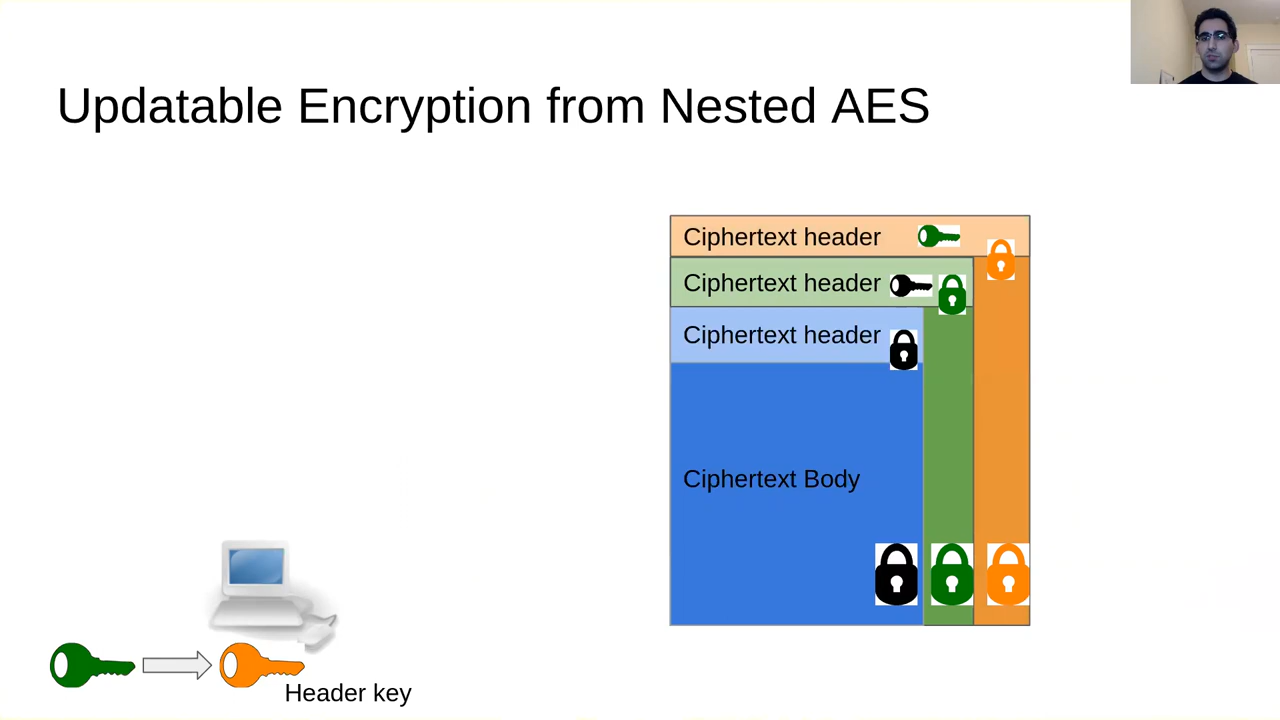 Updatable Encryption from Nested AES
Ciphertext header
Ciphertext header
Ciphertext header
Ciphertext Body
Header key